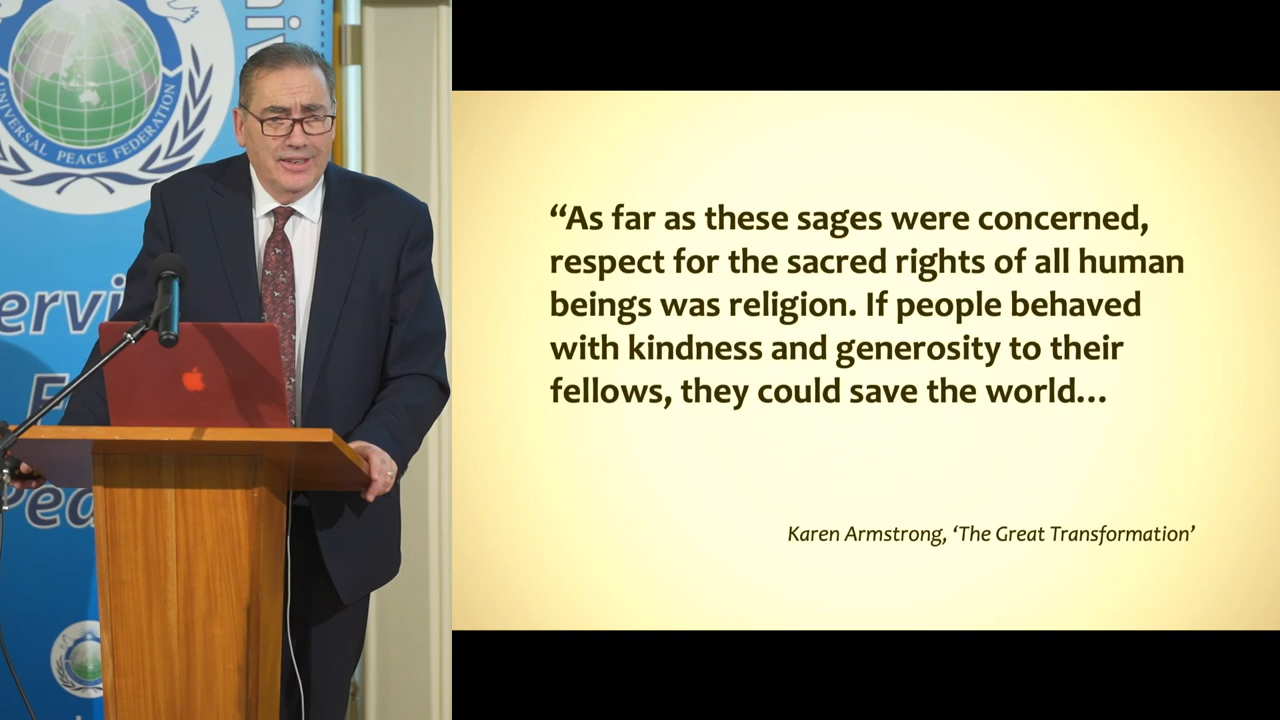 UNIVERSAL PEACE FEDERATION
“As far as these sages were concerned,
respect for the sacred rights of all human
beings was religion. If people behaved
with kindness and generosity to their
fellows, they could save the world...
Karen Armstrong, ‘The Great Transformation’